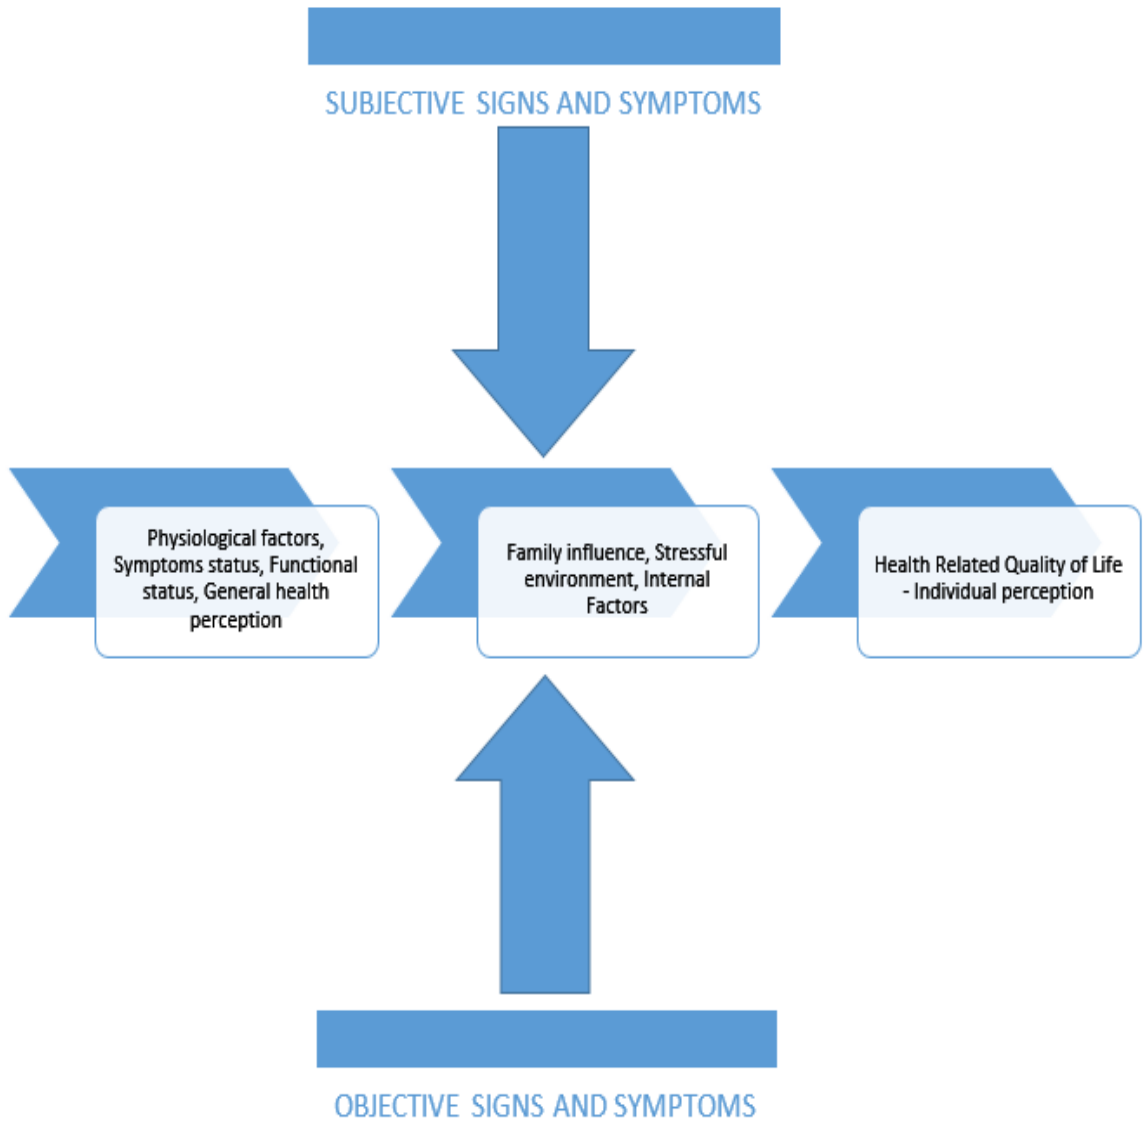 SUBJECTIVE SIGNS AND SYMPTOMS
Physiological factors,
Symptoms status, Functional
status, General health
perception
Family influence, Stressful
environment, Internal
Factors
Health Related Quality of Life
- Individual perception
OBJECTIVE SIGNS AND SYMPTOMS